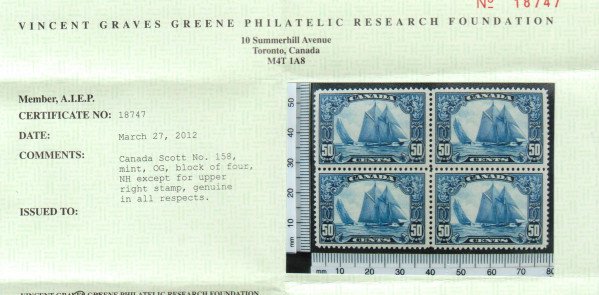 Nº 18747
VINCENT GRAVES GREENE PHILATELIC RESEARCH FOUNDATION
10 Summerhill Avenue
Toronto, Canada
M4T 1A8
Member, A.I.E.P.
CERTIFICATE NO: 18747
DATE: March 27, 2012
COMMENTS: Canada Scott No. 158,
mint, OG, block of four,
NH except for upper
right stamp, genuine
in all respects.
ISSUED TO:
CANADA CANADA
50 50 50 50
CENTS CENTS
CANADA CANADA
50 50 50 50
CENTS CENTS
50
40
30
20
10
mm
mm 10 20 30 40 50 60 70 80
VINCENT GRAVES GREENE PHILATELIC RESEARCH FOUNDATION